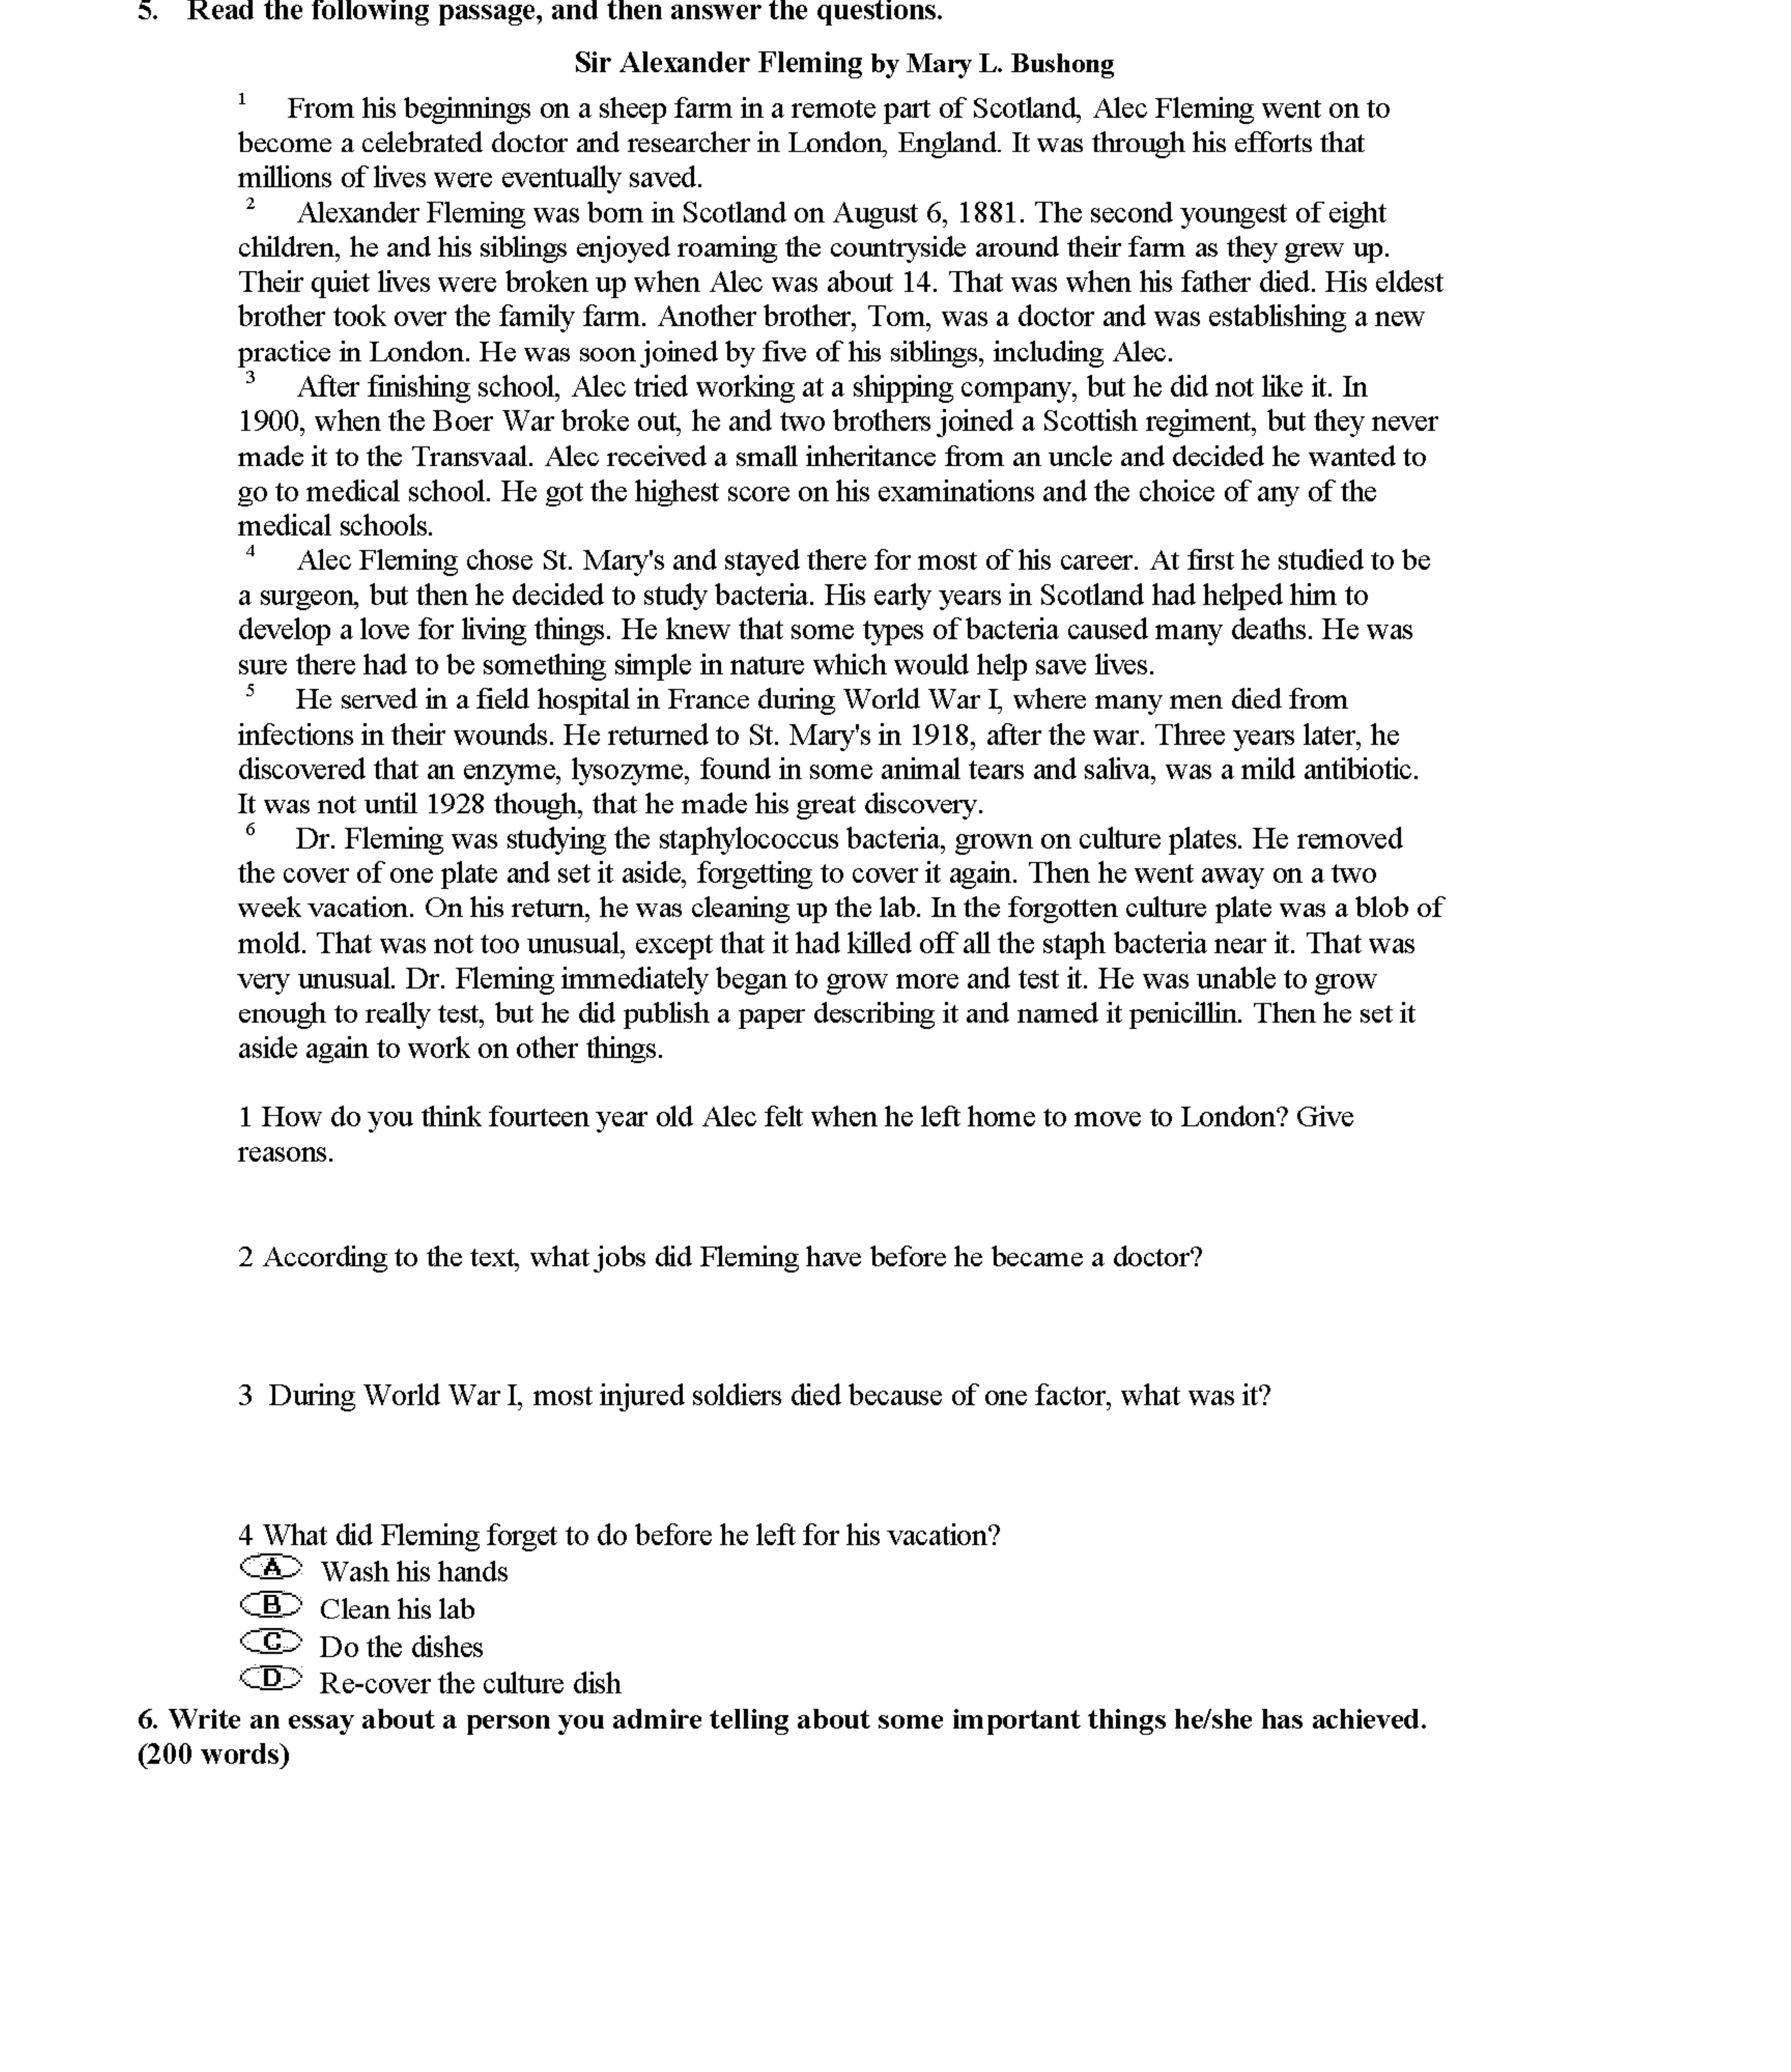 5. Read the following passage, and then answer the questions.
Sir Alexander Fleming by Mary L. Bushong
1 From his beginnings on a sheep farm in a remote part of Scotland, Alec Fleming went on to
become a celebrated doctor and researcher in London, England. It was through his efforts that
millions of lives were eventually saved.
2 Alexander Fleming was born in Scotland on August 6, 1881. The second youngest of eight
children, he and his siblings enjoyed roaming the countryside around their farm as they grew up.
Their quiet lives were broken up when Alec was about 14. That was when his father died. His eldest
brother took over the family farm. Another brother, Tom, was a doctor and was establishing a new
practice in London. He was soon joined by five of his siblings, including Alec.
3 After finishing school, Alec tried working at a shipping company, but he did not like it. In
1900, when the Boer War broke out, he and two brothers joined a Scottish regiment, but they never
made it to the Transvaal. Alec received a small inheritance from an uncle and decided he wanted to
go to medical school. He got the highest score on his examinations and the choice of any of the
medical schools.
4 Alec Fleming chose St. Mary's and stayed there for most of his career. At first he studied to be
a surgeon, but then he decided to study bacteria. His early years in Scotland had helped him to
develop a love for living things. He knew that some types of bacteria caused many deaths. He was
sure there had to be something simple in nature which would help save lives.
5 He served in a field hospital in France during World War I, where many men died from
infections in their wounds. He returned to St. Mary's in 1918, after the war. Three years later, he
discovered that an enzyme, lysozyme, found in some animal tears and saliva, was a mild antibiotic.
It was not until 1928 though, that he made his great discovery.
6 Dr. Fleming was studying the staphylococcus bacteria, grown on culture plates. He removed
the cover of one plate and set it aside, forgetting to cover it again. Then he went away on a two
week vacation. On his return, he was cleaning up the lab. In the forgotten culture plate was a blob of
mold. That was not too unusual, except that it had killed off all the staph bacteria near it. That was
very unusual. Dr. Fleming immediately began to grow more and test it. He was unable to grow
enough to really test, but he did publish a paper describing it and named it penicillin. Then he set it
aside again to work on other things.
1 How do you think fourteen year old Alec felt when he left home to move to London? Give
reasons.
2 According to the text, what jobs did Fleming have before he became a doctor?
3 During World War I, most injured soldiers died because of one factor, what was it?
4 What did Fleming forget to do before he left for his vacation?
A Wash his hands
B Clean his lab
C Do the dishes
D Re-cover the culture dish
6. Write an essay about a person you admire telling about some important things he/she has achieved.
(200 words)